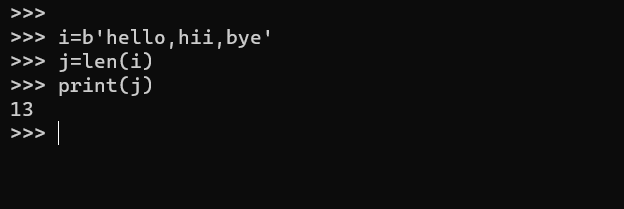 >>>
>>> i=b'hello,hii,bye'
>>> j=len(i)
>>> print(j)
13
>>>